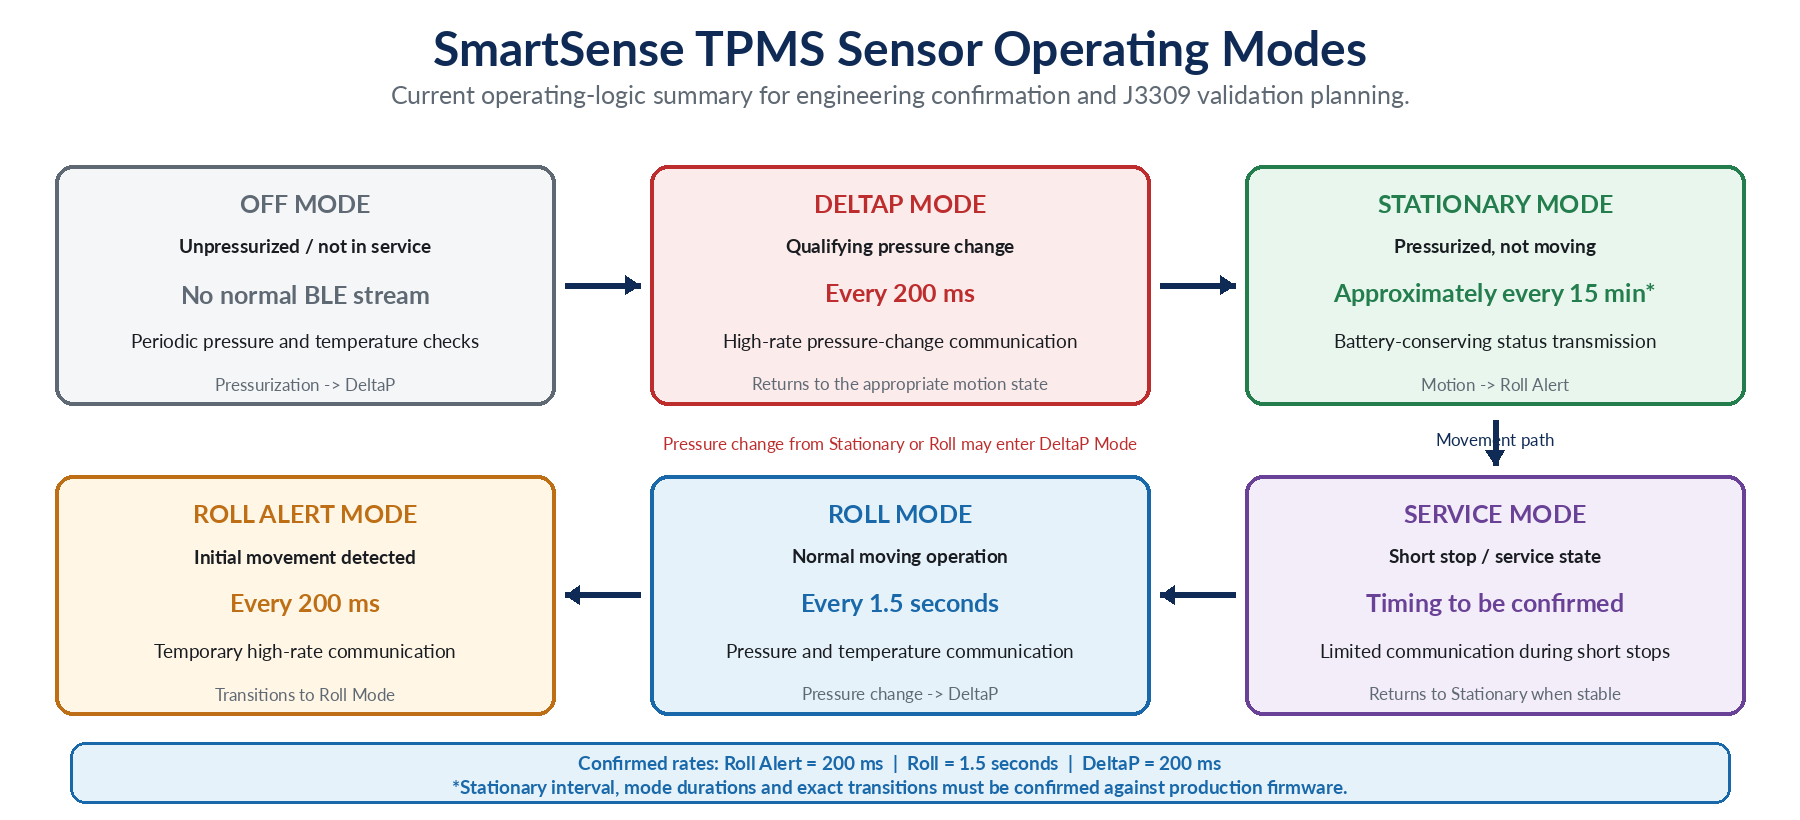 SmartSense TPMS Sensor Operating Modes
Current operating-logic summary for engineering confirmation and J3309 validation planning.
OFF MODE
Unpressurized / not in service
No normal BLE stream
Periodic pressure and temperature checks
Pressurization -> DeltaP
DELTAP MODE
Qualifying pressure change
Every 200 ms
High-rate pressure-change communication
Returns to the appropriate motion state
STATIONARY MODE
Pressurized, not moving
Approximately every 15 min*
Battery-conserving status transmission
Motion -> Roll Alert
Pressure change from Stationary or Roll may enter DeltaP Mode
Movement path
ROLL ALERT MODE
Initial movement detected
Every 200 ms
Temporary high-rate communication
Transitions to Roll Mode
ROLL MODE
Normal moving operation
Every 1.5 seconds
Pressure and temperature communication
Pressure change -> DeltaP
SERVICE MODE
Short stop / service state
Timing to be confirmed
Limited communication during short stops
Returns to Stationary when stable
Confirmed rates: Roll Alert = 200 ms | Roll = 1.5 seconds | DeltaP = 200 ms
*Stationary interval, mode durations and exact transitions must be confirmed against production firmware.